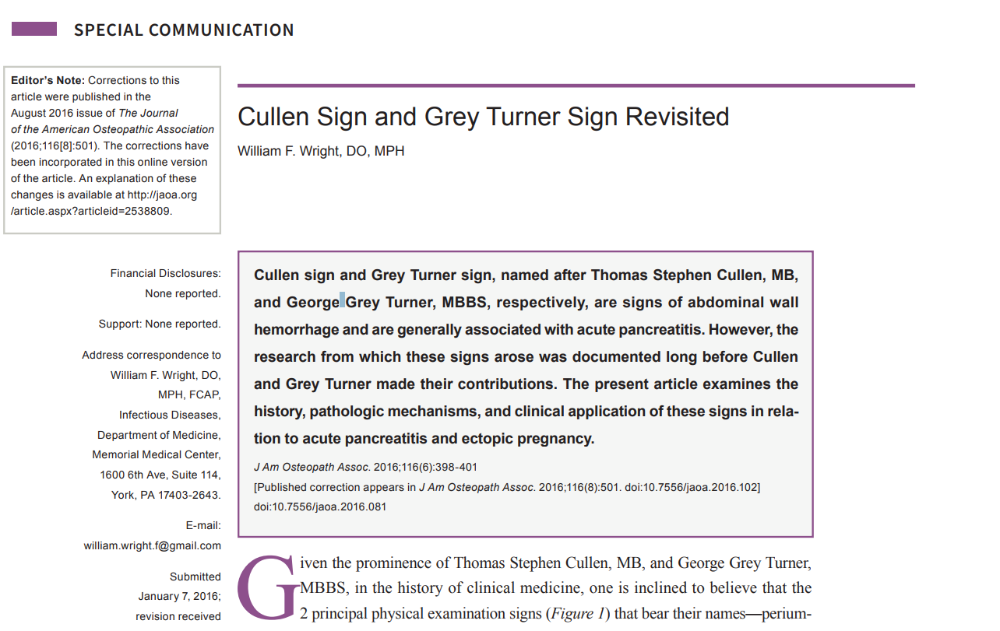 SPECIAL COMMUNICATION
Editor's Note: Corrections to this
article were published in the
August 2016 issue of The Journal
of the American Osteopathic Association
(2016;116[8]:501). The corrections have
been incorporated in this online version
of the article. An explanation of these
changes is available at http://jaoa.org
/article.aspx?articleid=2538809.
Financial Disclosures:
None reported.
Support: None reported.
Address correspondence to
William F. Wright, DO,
MPH, FCAP,
Infectious Diseases,
Department of Medicine,
Memorial Medical Center,
1600 6th Ave, Suite 114,
York, PA 17403-2643.
E-mail:
william.wright.f@gmail.com
Submitted
January 7, 2016;
revision received
Cullen Sign and Grey Turner Sign Revisited
William F. Wright, DO, MPH
Cullen sign and Grey Turner sign, named after Thomas Stephen Cullen, MB,
and George Grey Turner, MBBS, respectively, are signs of abdominal wall
hemorrhage and are generally associated with acute pancreatitis. However, the
research from which these signs arose was documented long before Cullen
and Grey Turner made their contributions. The present article examines the
history, pathologic mechanisms, and clinical application of these signs in rela-
tion to acute pancreatitis and ectopic pregnancy.
J Am Osteopath Assoc. 2016;116(6):398-401
[Published correction appears in J Am Osteopath Assoc. 2016;116(8):501. doi:10.7556/jaoa.2016.102]
doi:10.7556/jaoa.2016.081
Given the prominence of Thomas Stephen Cullen, MB, and George Grey Turner,
MBBS, in the history of clinical medicine, one is inclined to believe that the
2 principal physical examination signs (Figure 1) that bear their names—perium-